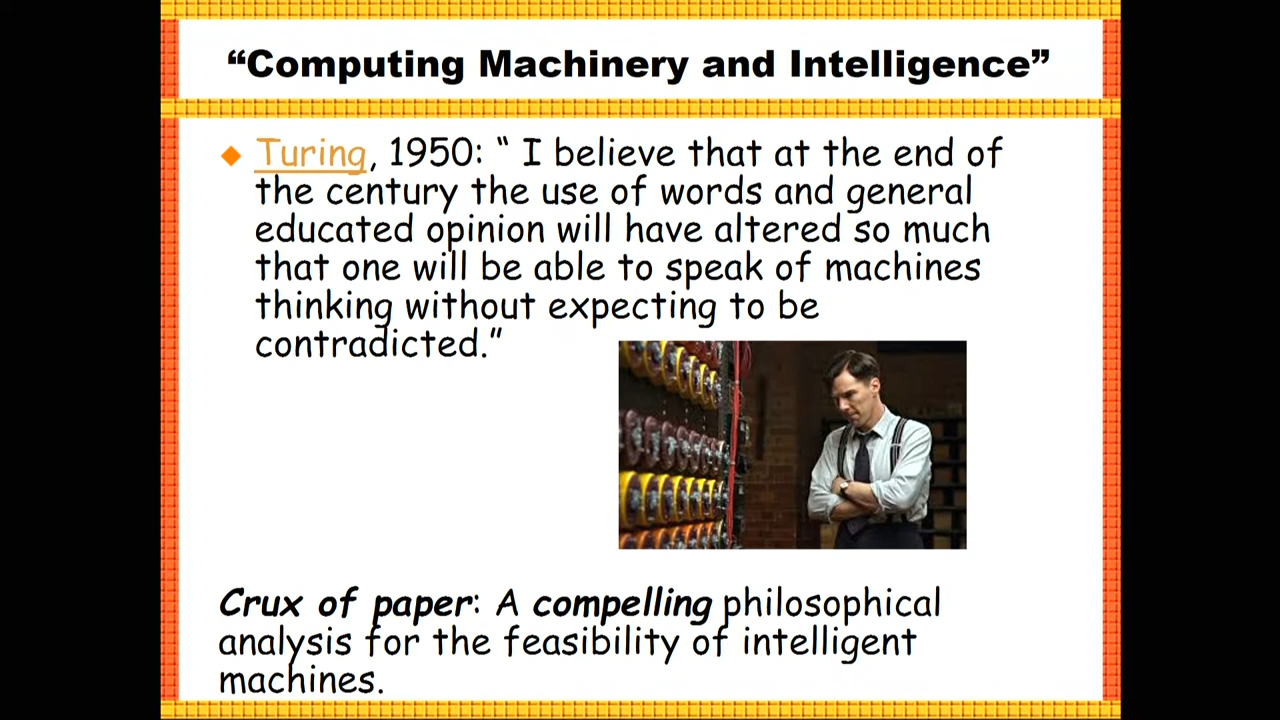 “Computing Machinery and Intelligence”
Turing, 1950: “ I believe that at the end of
the century the use of words and general
educated opinion will have altered so much
that one will be able to speak of machines
thinking without expecting to be
contradicted.”
Crux of paper: A compelling philosophical
analysis for the feasibility of intelligent
machines.